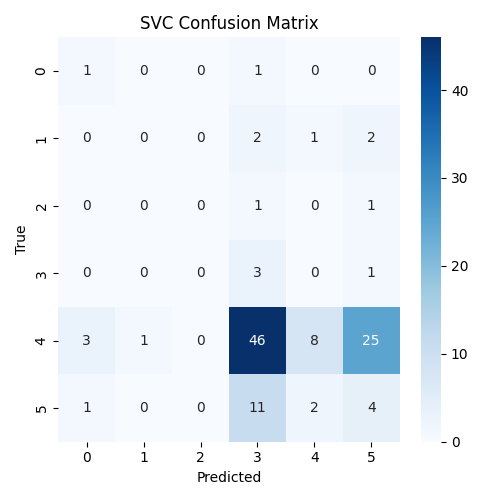 SVC Confusion Matrix
0 1 0 0 1 0 0
1 0 0 0 2 1 2
2 0 0 0 1 0 1
3 0 0 0 3 0 1
4 3 1 0 46 8 25
5 1 0 0 11 2 4
0 1 2 3 4 5
True
Predicted
40
30
20
10
0